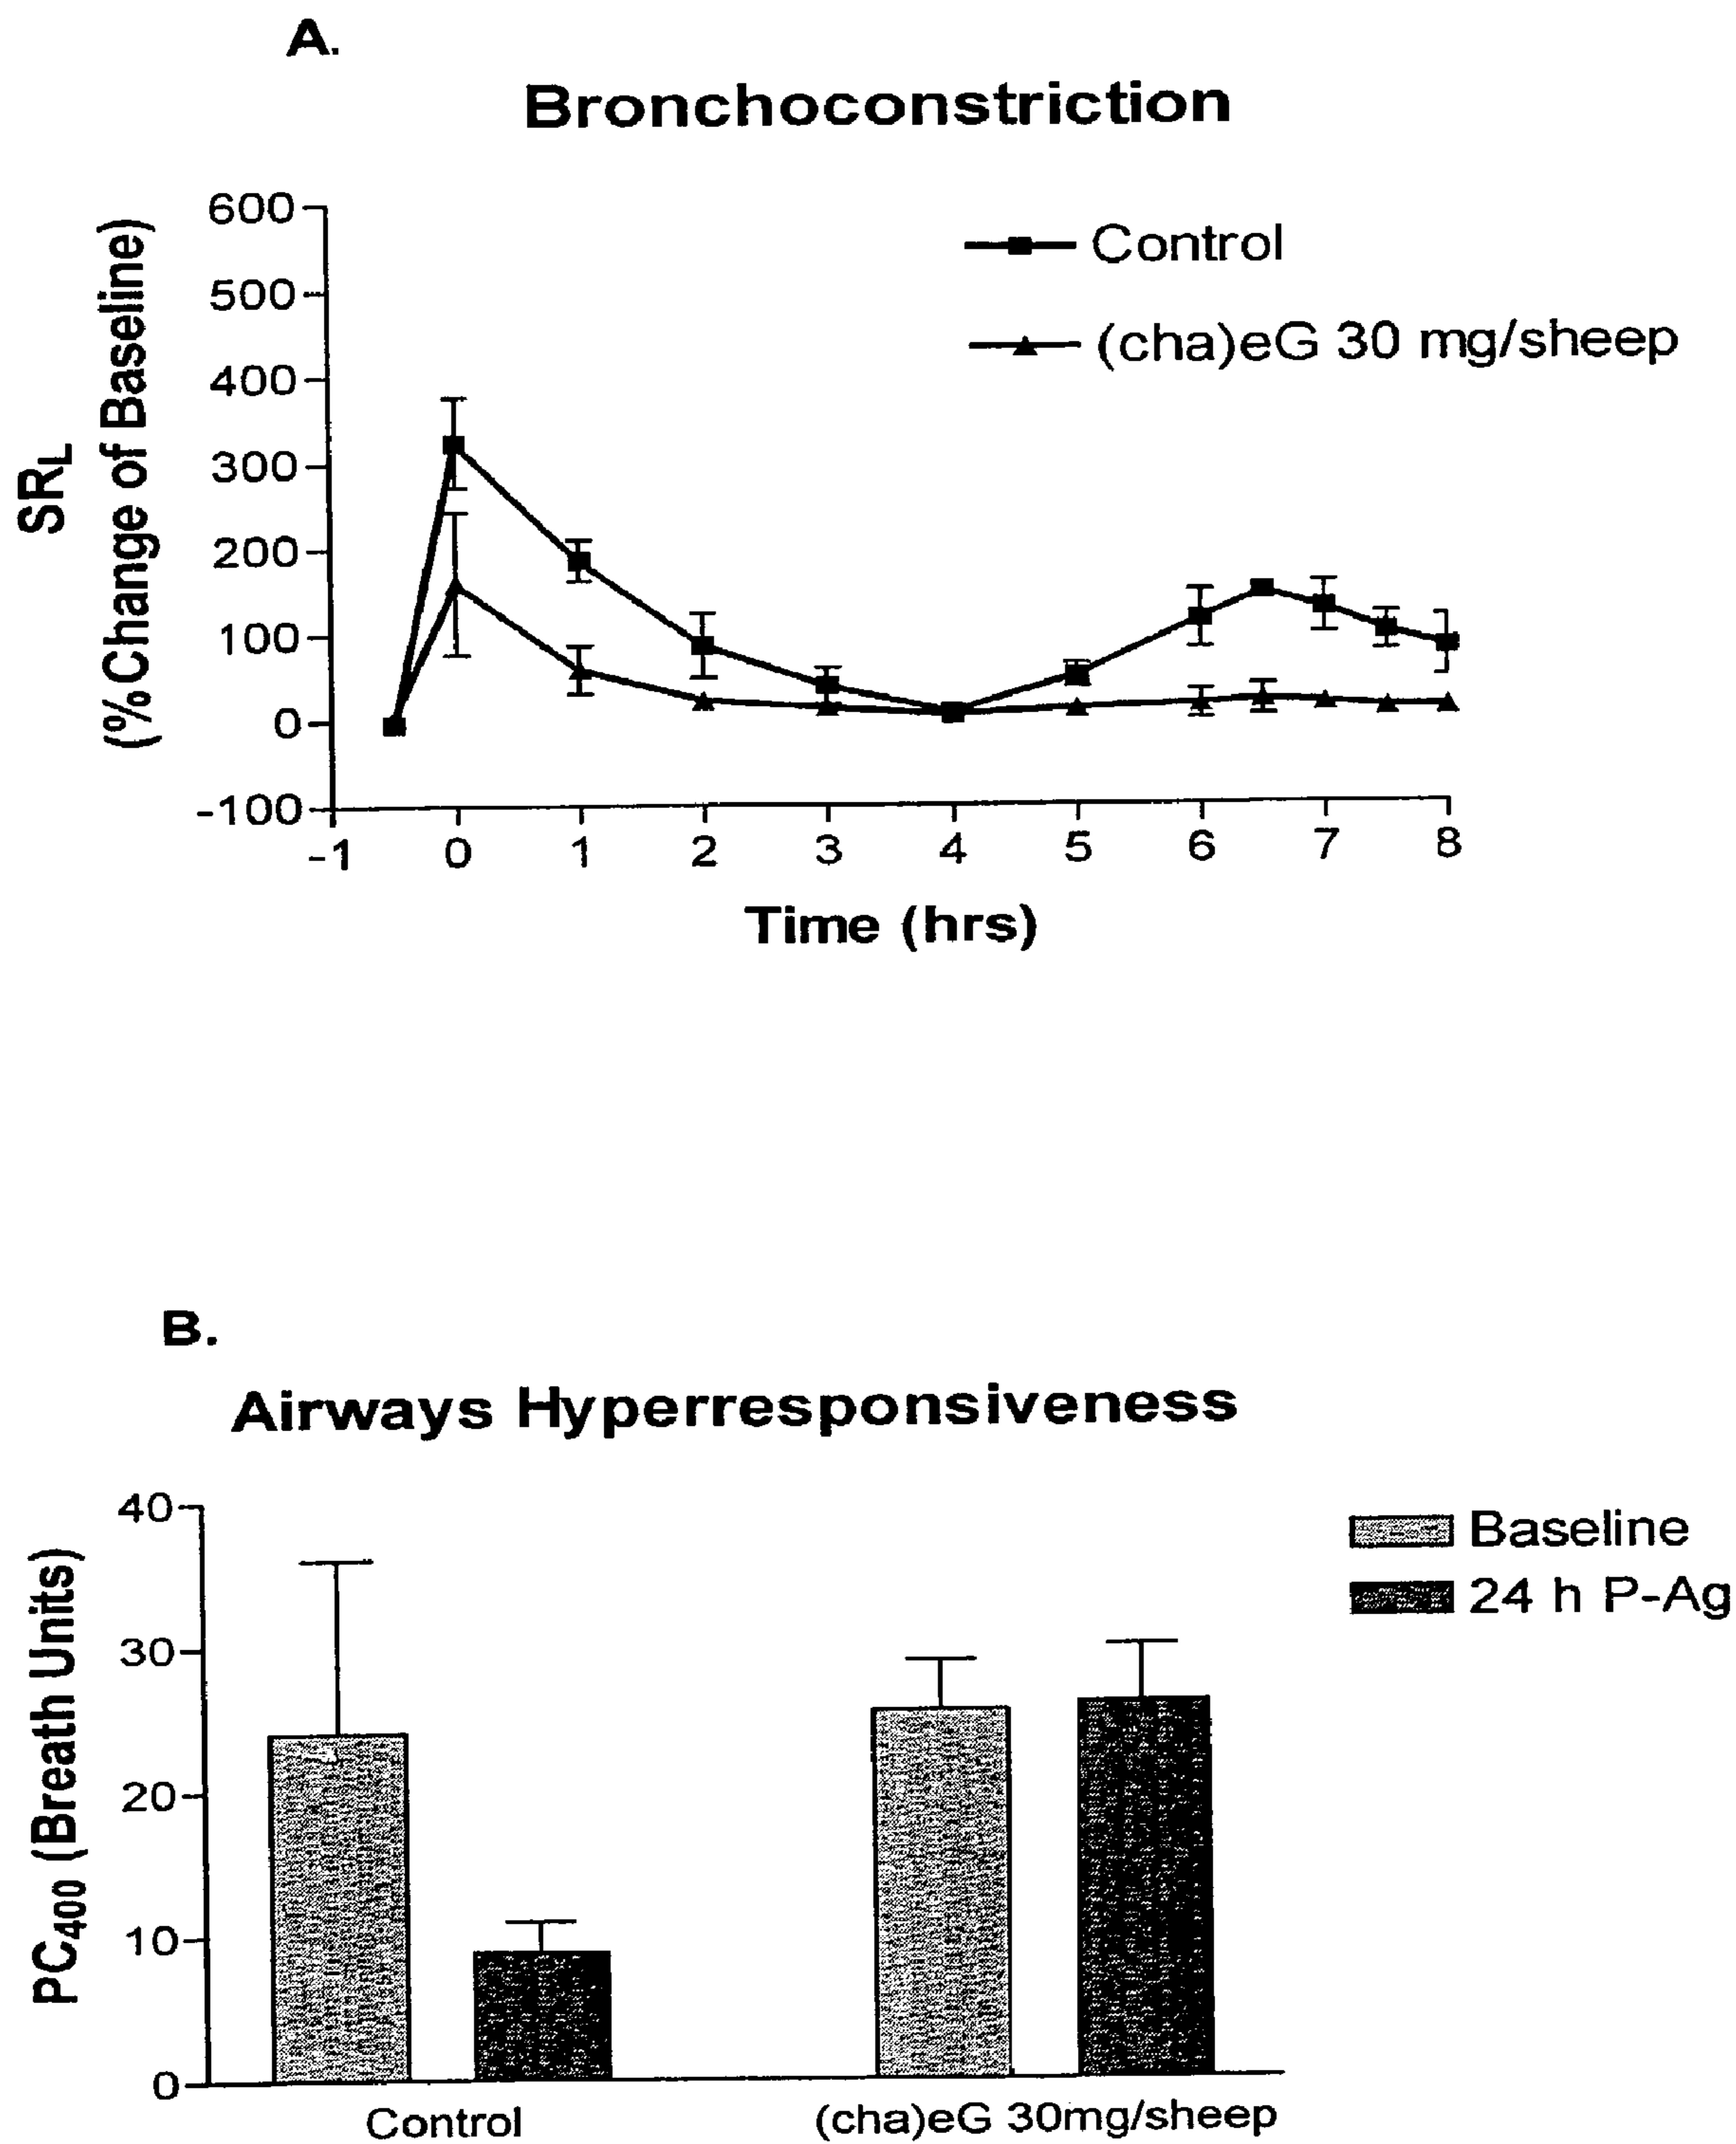 A.
Bronchoconstriction
SRL
(%Change of Baseline)
600
500
400
300
200
100
0
-100
Control
(cha)eG 30 mg/sheep
-1 0 1 2 3 4 5 6 7 8
Time (hrs)
B.
Airways Hyperresponsiveness
PC400 (Breath Units)
40
30
20
10
0
Baseline
24 h P-Ag
Control
(cha)eG 30mg/sheep